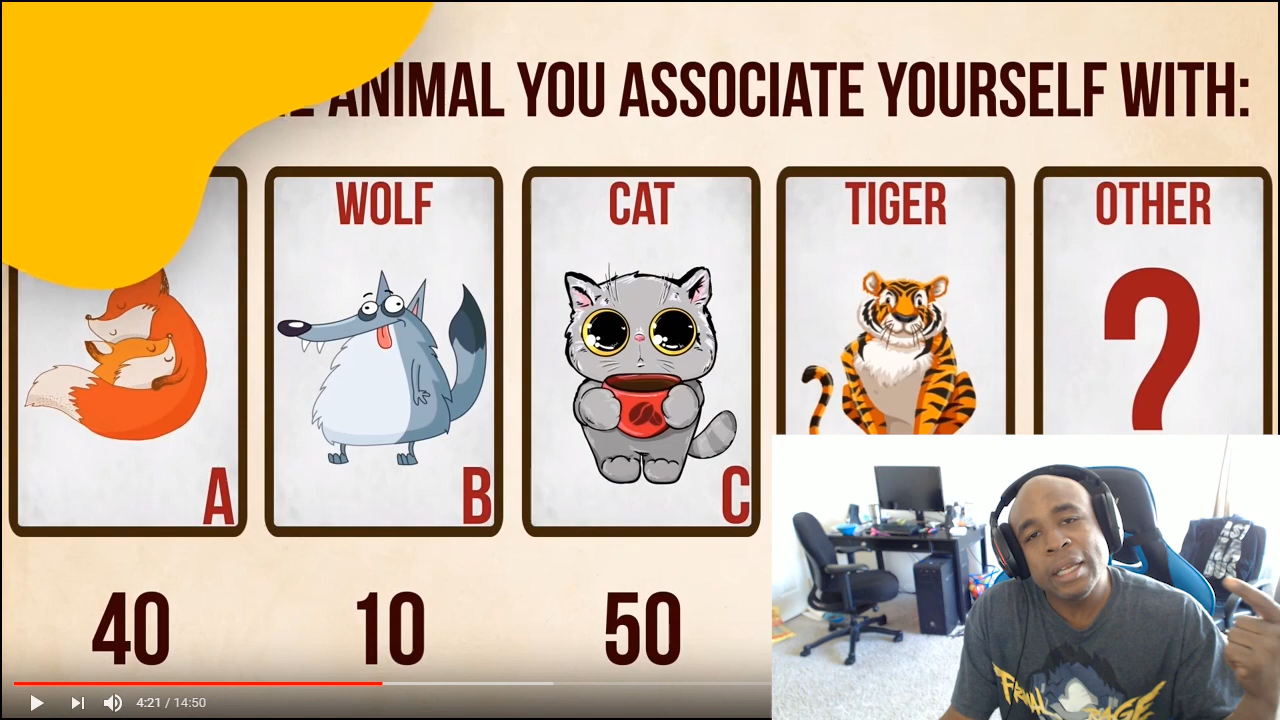 ANIMAL YOU ASSOCIATE YOURSELF WITH:
WOLF
CAT
TIGER
OTHER
?
A
B
C
40
10
50
4:21 / 14:50